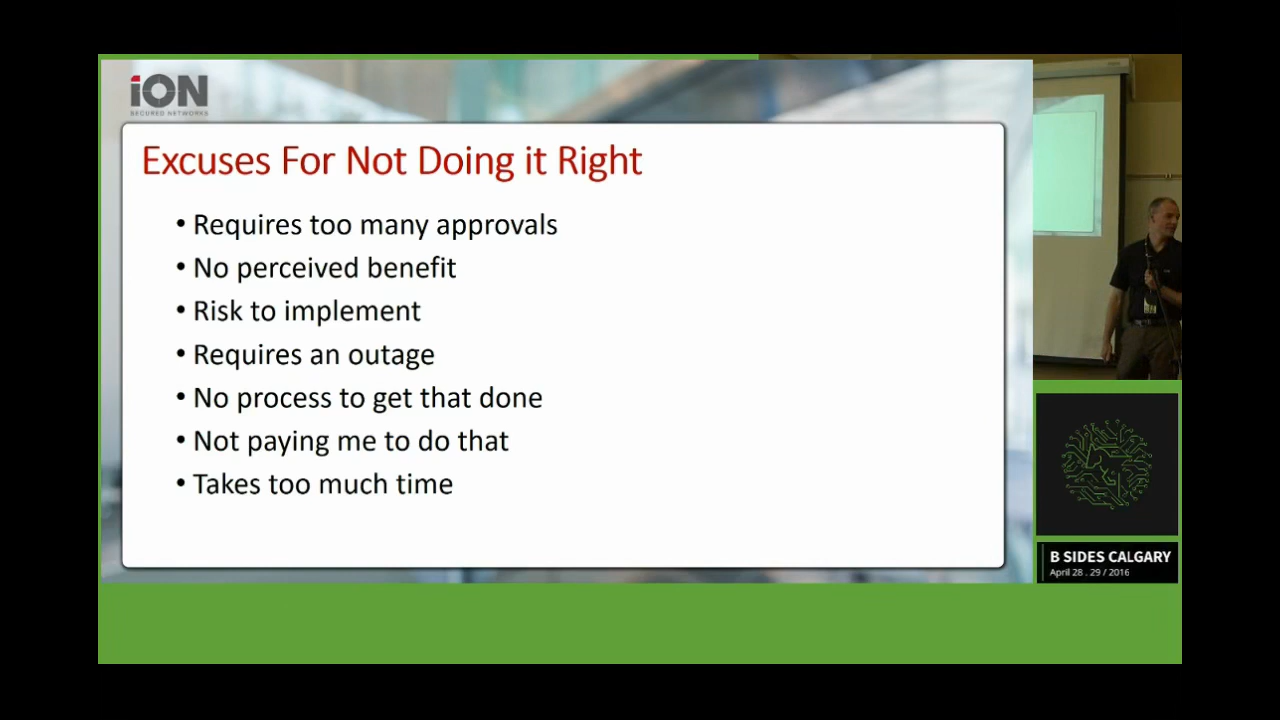 iON
SECURED NETWORKS
Excuses For Not Doing it Right
• Requires too many approvals
• No perceived benefit
• Risk to implement
• Requires an outage
• No process to get that done
• Not paying me to do that
• Takes too much time
B SIDES CALGARY
April 28 . 29 / 2016